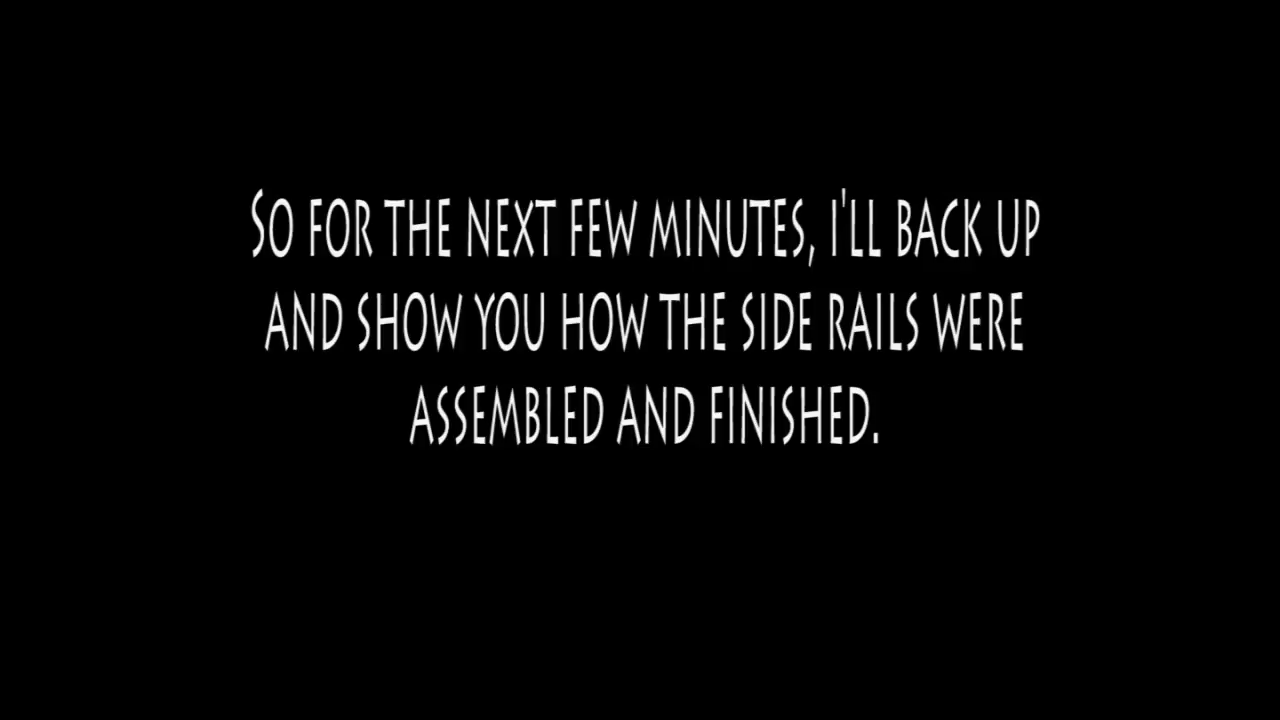 So for the next few minutes, I'll back up
and show you how the side rails were
assembled and finished.